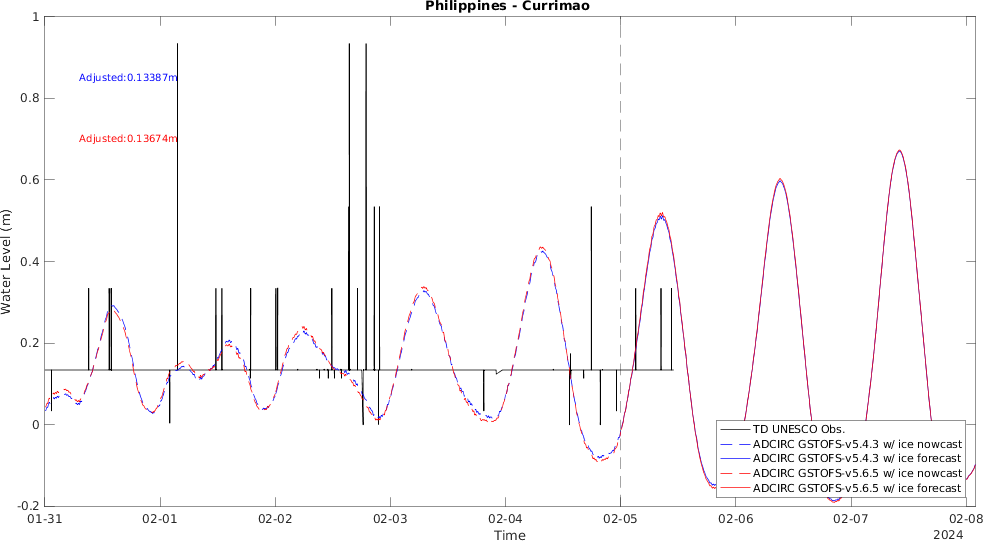 Philippines - Currimao
1
0.8
0.6
0.4
0.2
0
-0.2
Water Level (m)
Adjusted:0.13387m
Adjusted:0.13674m
TD UNESCO Obs.
ADCIRC GSTOFS-v5.4.3 w/ ice nowcast
ADCIRC GSTOFS-v5.4.3 w/ ice forecast
ADCIRC GSTOFS-v5.6.5 w/ ice nowcast
ADCIRC GSTOFS-v5.6.5 w/ ice forecast
01-31 02-01 02-02 02-03 02-04 02-05 02-06 02-07 02-08
Time
2024